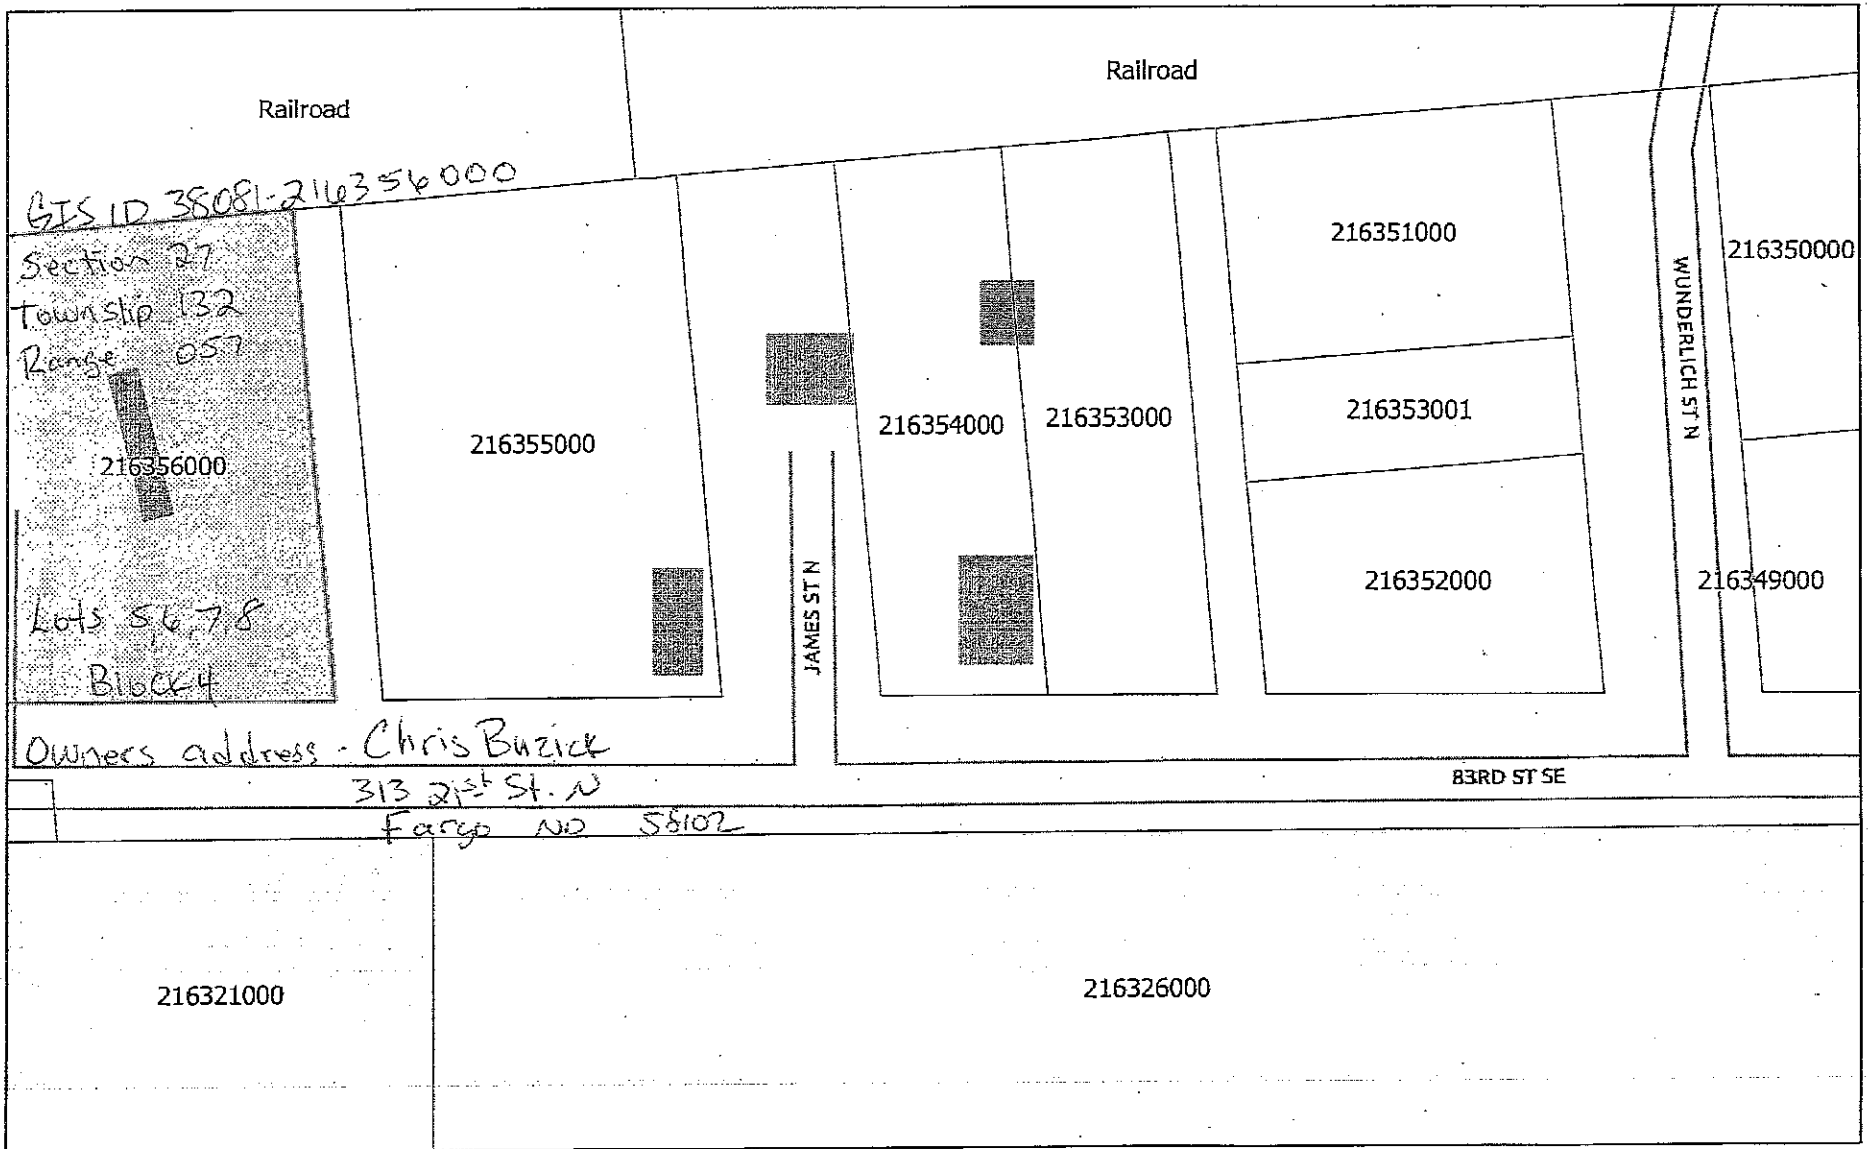 Railroad
Railroad
GIS ID 38081-216356000
Section 27
Township 132
Range 057
216356000
Lots 5,6,7,8
Block 4
216355000
216354000
216353000
216351000
216353001
216352000
216350000
216349000
JAMES ST N
WUNDERLICH ST N
Owners address - Chris Buzick
313 21st St. N
Fargo ND 58102
83RD ST SE
216321000
216326000